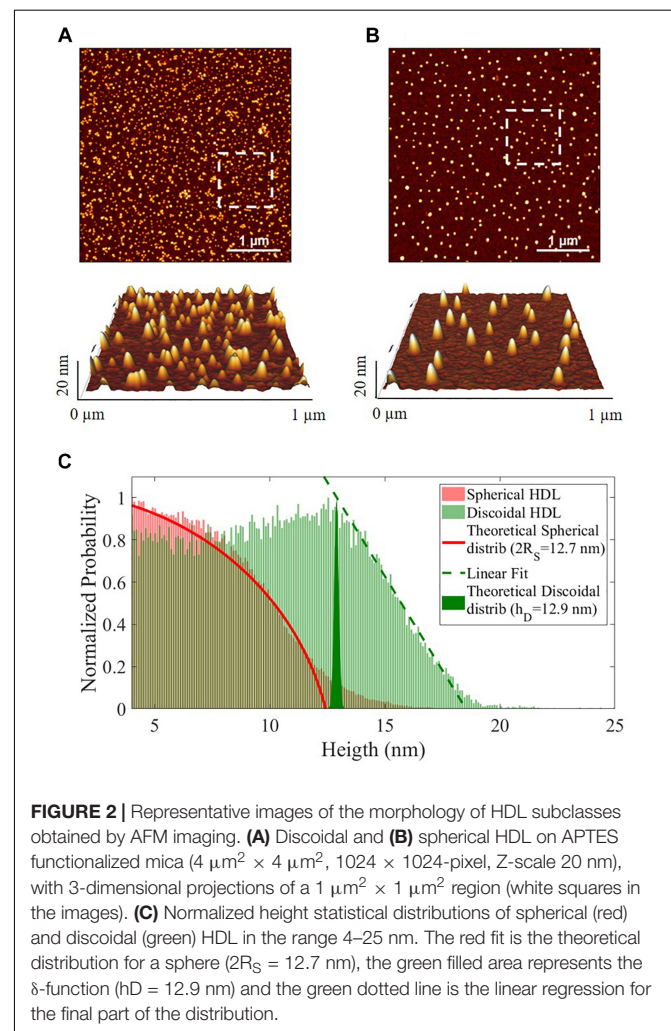 A
B
1 μm
1 μm
20 nm
0 μm
1 μm
20 nm
0 μm
1 μm
C
Normalized Probability
1
0.8
0.6
0.4
0.2
0
5
10
15
20
25
Heigth (nm)
Spherical HDL
Discoidal HDL
Theoretical Spherical
distrib (2R_S=12.7 nm)
Linear Fit
Theoretical Discoidal
distrib (h_D=12.9 nm)
FIGURE 2 | Representative images of the morphology of HDL subclasses
obtained by AFM imaging. (A) Discoidal and (B) spherical HDL on APTES
functionalized mica (4 μm² × 4 μm², 1024 × 1024-pixel, Z-scale 20 nm),
with 3-dimensional projections of a 1 μm² × 1 μm² region (white squares in
the images). (C) Normalized height statistical distributions of spherical (red)
and discoidal (green) HDL in the range 4–25 nm. The red fit is the theoretical
distribution for a sphere (2R_S = 12.7 nm), the green filled area represents the
δ-function (hD = 12.9 nm) and the green dotted line is the linear regression for
the final part of the distribution.